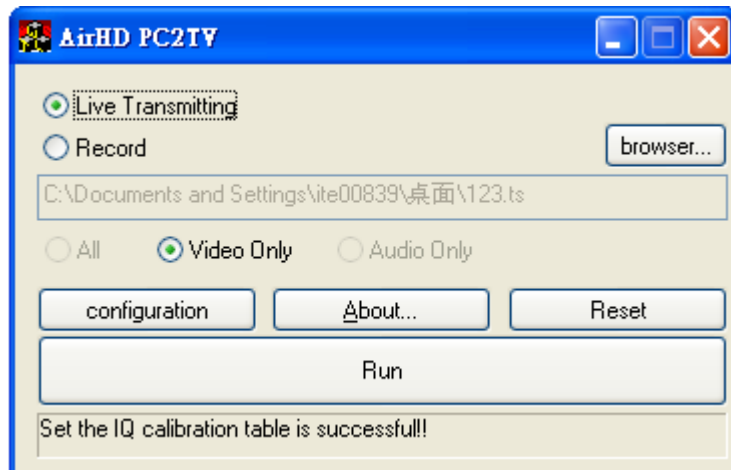 AirHD PC2TV
Live Transmitting
Record
browser...
C:\Documents and Settings\ite00839\桌面\123.ts
All Video Only Audio Only
configuration About... Reset
Run
Set the IQ calibration table is successful!!